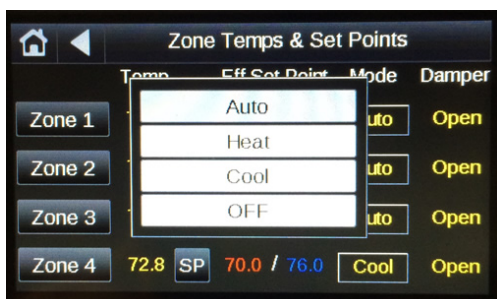 Zone Temps & Set Points
Temp Eff Set Point Mode Damper
Zone 1 Auto uto Open
Heat
Zone 2 Cool uto Open
Zone 3 OFF uto Open
Zone 4 72.8 SP 70.0 / 76.0 Cool Open